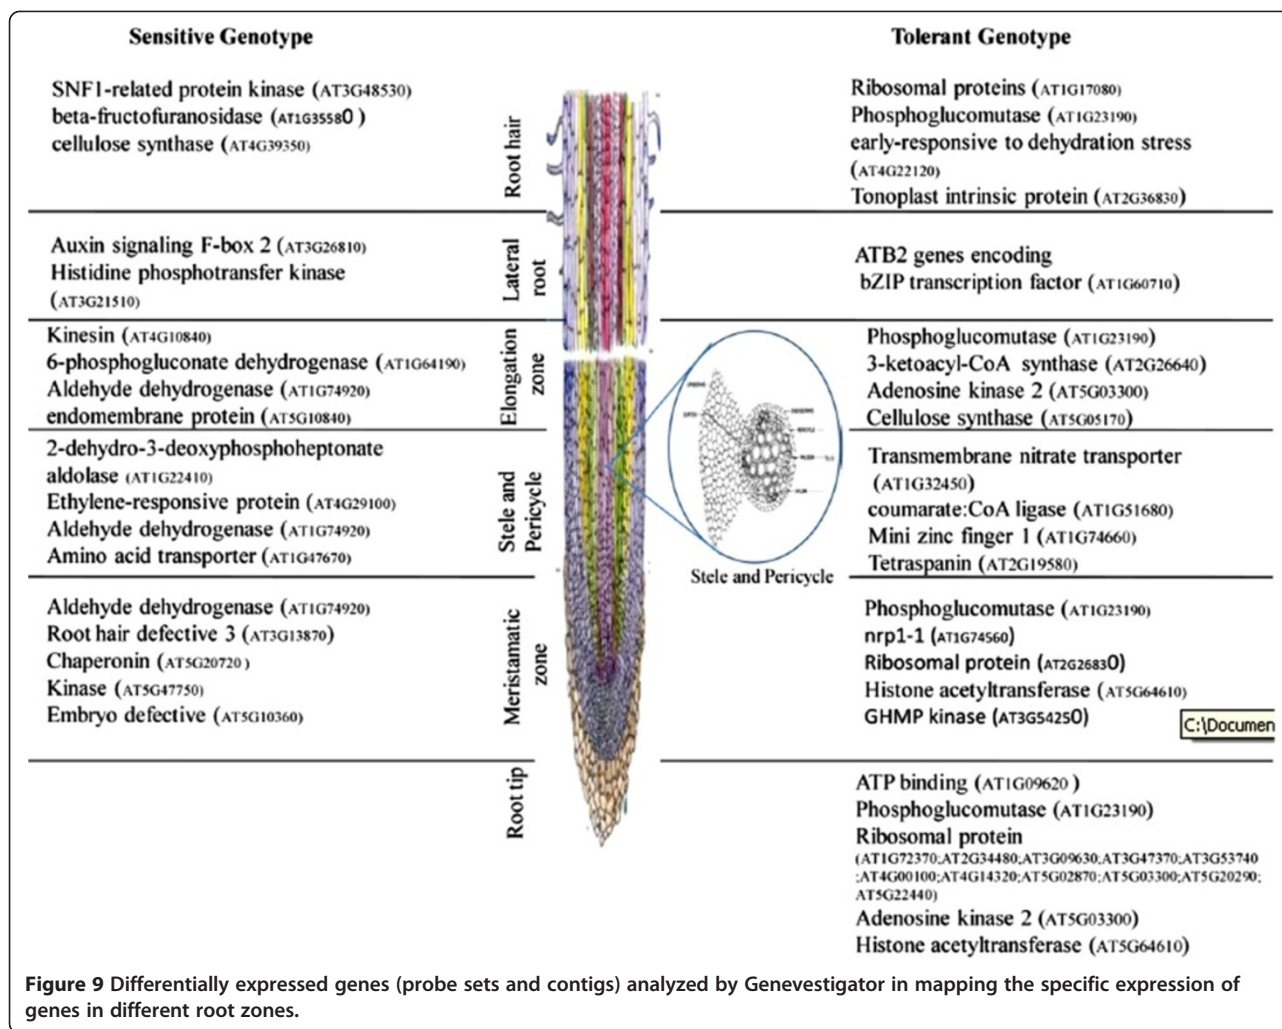 Sensitive Genotype
SNF1-related protein kinase (AT3G48530)
beta-fructofuranosidase (AT1G35580 )
cellulose synthase (AT4G39350)
Root hair
Tolerant Genotype
Ribosomal proteins (AT1G17080)
Phosphoglucomutase (AT1G23190)
early-responsive to dehydration stress
(AT4G22120)
Tonoplast intrinsic protein (AT2G36830)
Auxin signaling F-box 2 (AT3G26810)
Histidine phosphotransfer kinase
(AT3G21510)
Lateral
root
ATB2 genes encoding
bZIP transcription factor (AT1G60710)
Kinesin (AT4G10840)
6-phosphogluconate dehydrogenase (AT1G64190)
Aldehyde dehydrogenase (AT1G74920)
endomembrane protein (AT5G10840)
Elongation
zone
Phosphoglucomutase (AT1G23190)
3-ketoacyl-CoA synthase (AT2G26640)
Adenosine kinase 2 (AT5G03300)
Cellulose synthase (AT5G05170)
2-dehydro-3-deoxyphosphoheptonate
aldolase (AT1G22410)
Ethylene-responsive protein (AT4G29100)
Aldehyde dehydrogenase (AT1G74920)
Amino acid transporter (AT1G47670)
Stele and
Pericycle
Stele and Pericycle
Transmembrane nitrate transporter
(AT1G32450)
coumarate:CoA ligase (AT1G51680)
Mini zinc finger 1 (AT1G74660)
Tetraspanin (AT2G19580)
Aldehyde dehydrogenase (AT1G74920)
Root hair defective 3 (AT3G13870)
Chaperonin (AT5G20720 )
Kinase (AT5G47750)
Embryo defective (AT5G10360)
Meristamatic
zone
Phosphoglucomutase (AT1G23190)
nrp1-1 (AT1G74560)
Ribosomal protein (AT2G26830)
Histone acetyltransferase (AT5G64610)
GHMP kinase (AT3G54250)
C:\Documen
Root tip
ATP binding (AT1G09620 )
Phosphoglucomutase (AT1G23190)
Ribosomal protein
(AT1G72370;AT2G34480;AT3G09630;AT3G47370;AT3G53740
;AT4G00100;AT4G14320;AT5G02870;AT5G03300;AT5G20290;
AT5G22440)
Adenosine kinase 2 (AT5G03300)
Histone acetyltransferase (AT5G64610)
Figure 9 Differentially expressed genes (probe sets and contigs) analyzed by Genevestigator in mapping the specific expression of
genes in different root zones.